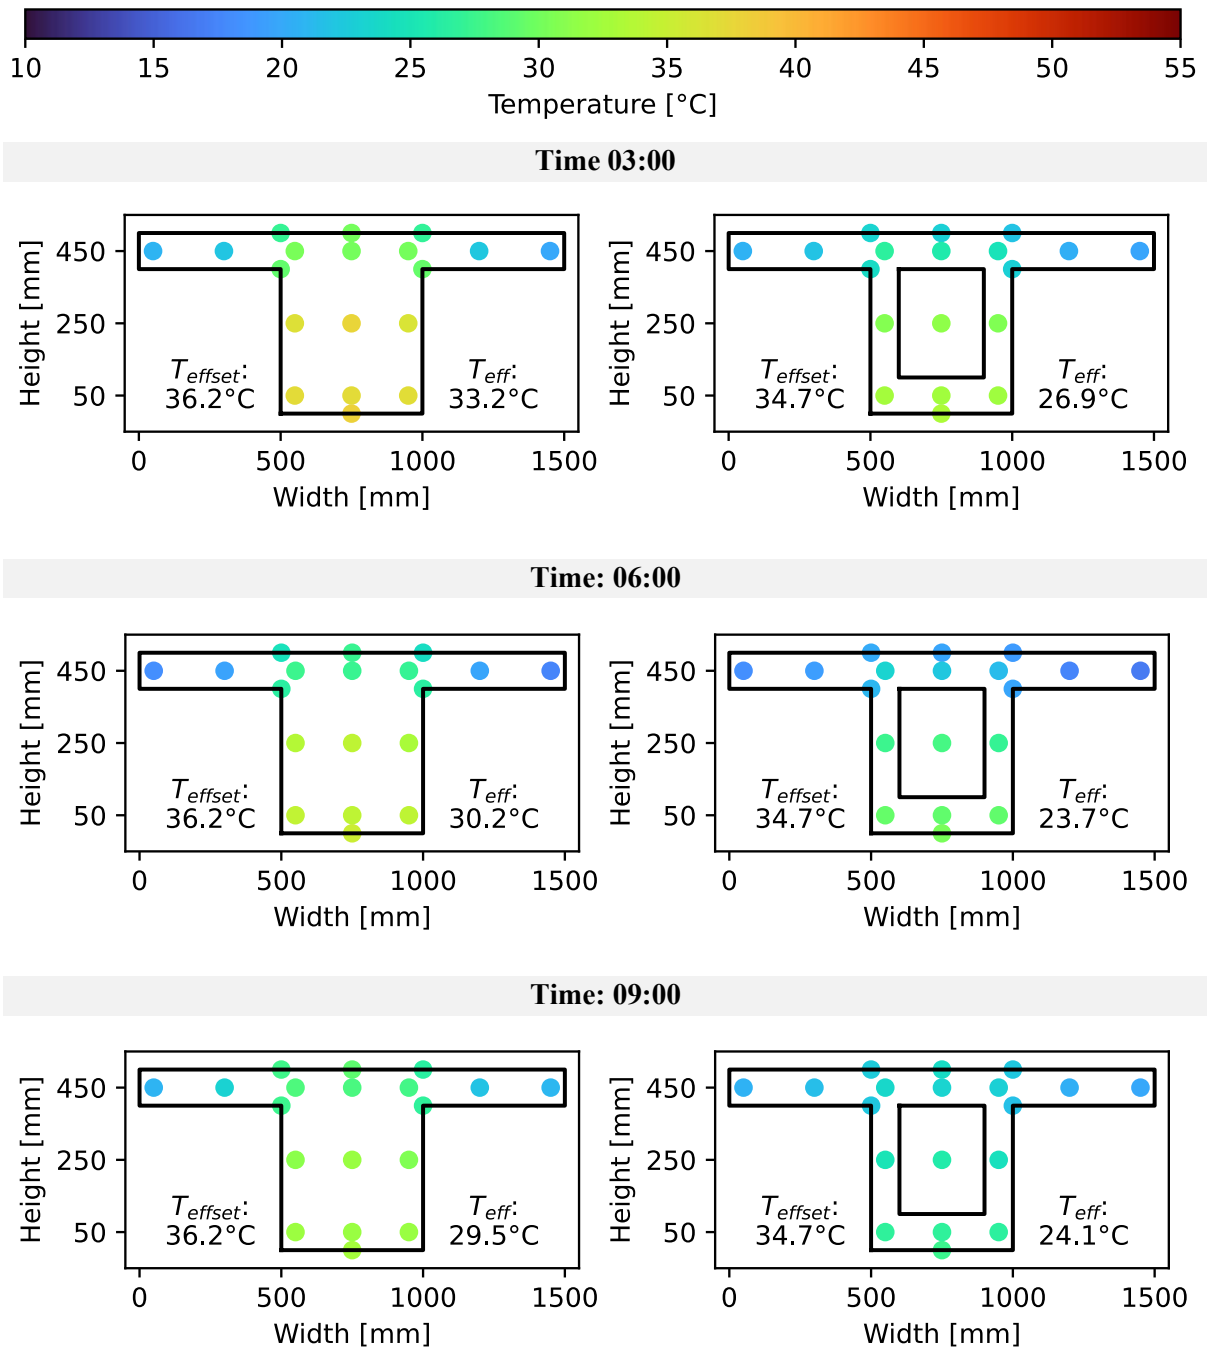 10 15 20 25 30 35 40 45 50 55
Temperature [°C]
Time 03:00
Height [mm]
450
250
50
T_effset:
36.2°C
T_eff:
33.2°C
0 500 1000 1500
Width [mm]
Height [mm]
450
250
50
T_effset:
34.7°C
T_eff:
26.9°C
0 500 1000 1500
Width [mm]
Time: 06:00
Height [mm]
450
250
50
T_effset:
36.2°C
T_eff:
30.2°C
0 500 1000 1500
Width [mm]
Height [mm]
450
250
50
T_effset:
34.7°C
T_eff:
23.7°C
0 500 1000 1500
Width [mm]
Time: 09:00
Height [mm]
450
250
50
T_effset:
36.2°C
T_eff:
29.5°C
0 500 1000 1500
Width [mm]
Height [mm]
450
250
50
T_effset:
34.7°C
T_eff:
24.1°C
0 500 1000 1500
Width [mm]